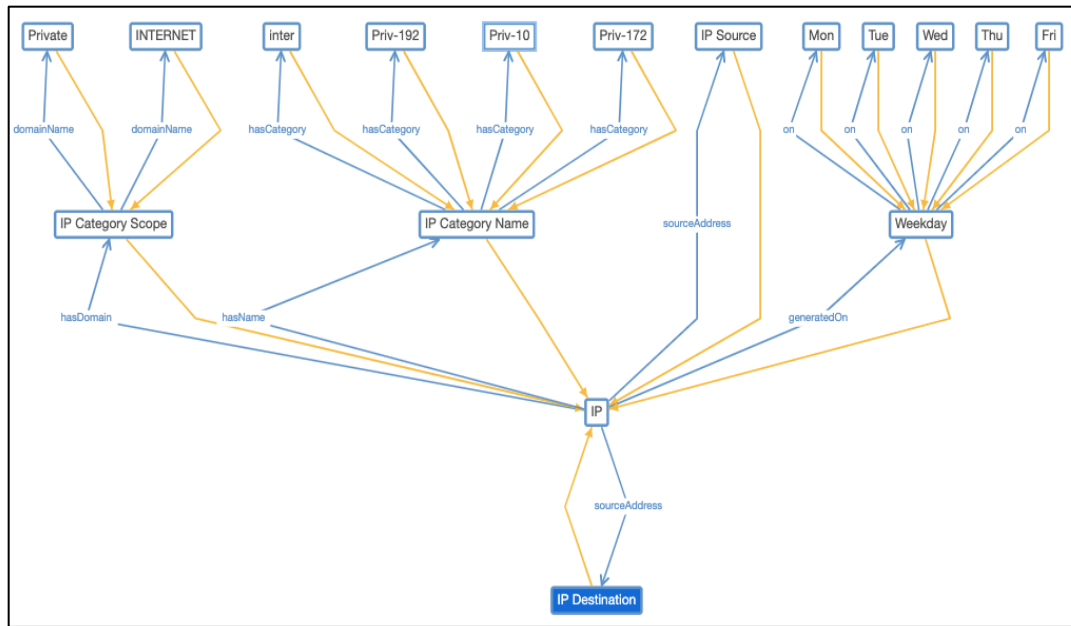 Private
INTERNET
inter
Priv-192
Priv-10
Priv-172
IP Source
Mon
Tue
Wed
Thu
Fri
domainName
domainName
hasCategory
hasCategory
hasCategory
hasCategory
on
on
on
on
on
IP Category Scope
IP Category Name
sourceAddress
Weekday
hasDomain
hasName
generatedOn
IP
sourceAddress
IP Destination